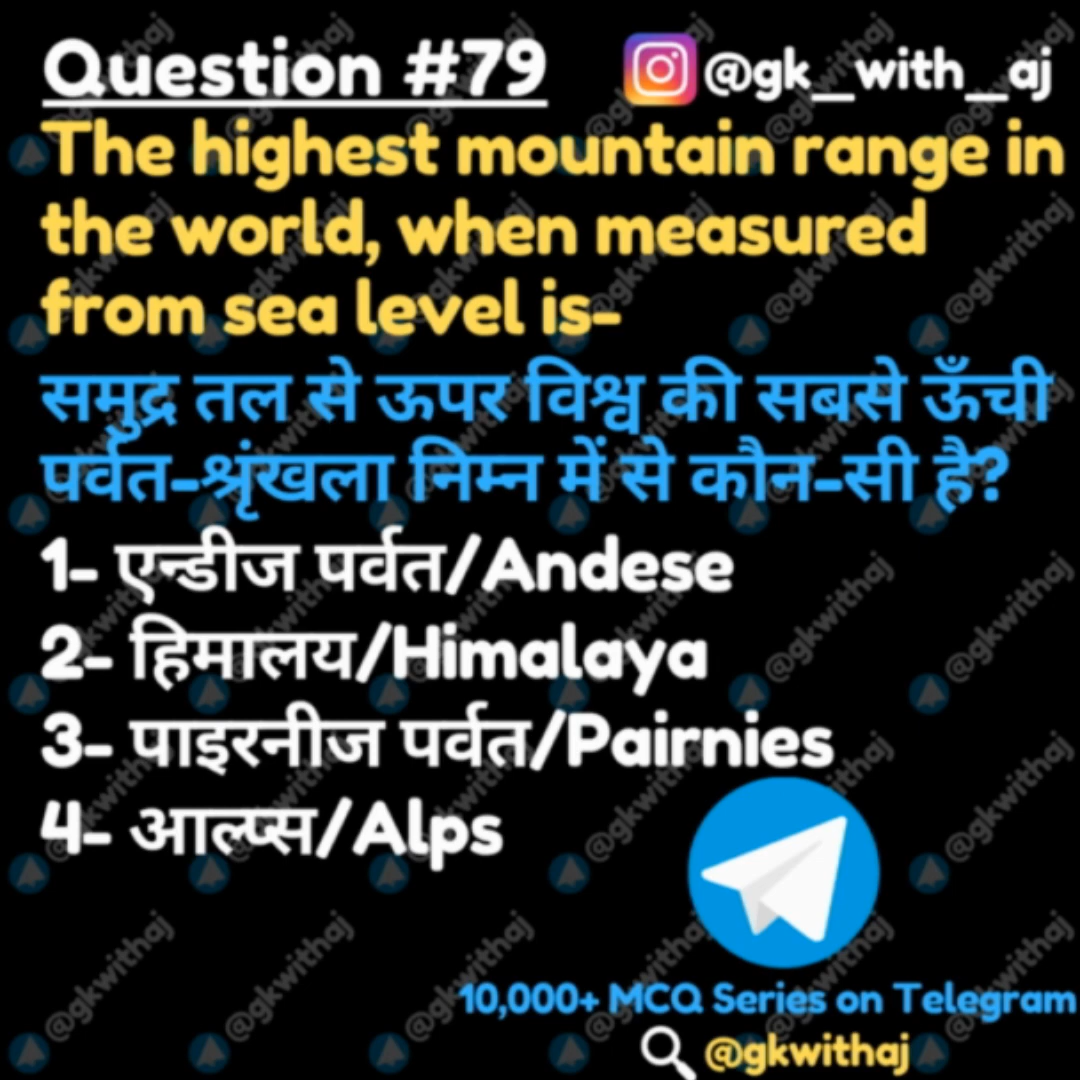 Question #79
@gk__with__aj
The highest mountain range in
the world, when measured
from sea level is-
समुद्र तल से ऊपर विश्व की सबसे ऊँची
पर्वत-श्रृंखला निम्न में से कौन-सी है?
1- एन्डीज पर्वत/Andese
2- हिमालय/Himalaya
3- पाइरनीज पर्वत/Pairnies
4- आल्प्स/Alps
10,000+ MCQ Series on Telegram
@gkwithaj